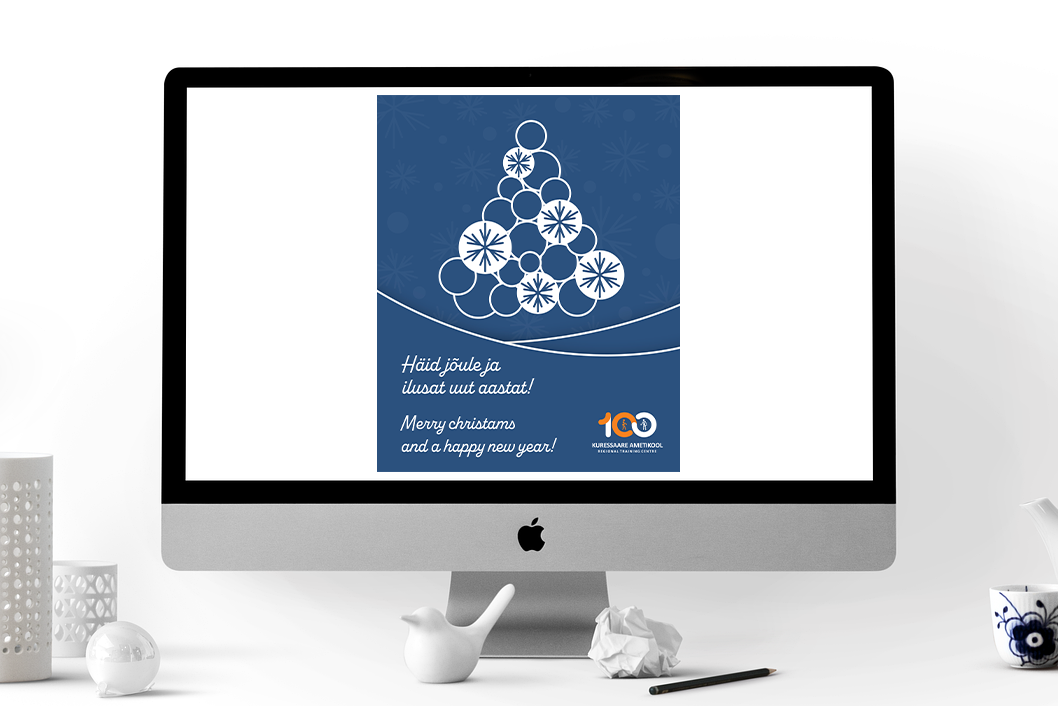 Häid jõule ja
ilusat uut aastat!
Merry christams
and a happy new year!
100
KURESSAARE AMETIKOOL
REGIONAL TRAINING CENTRE